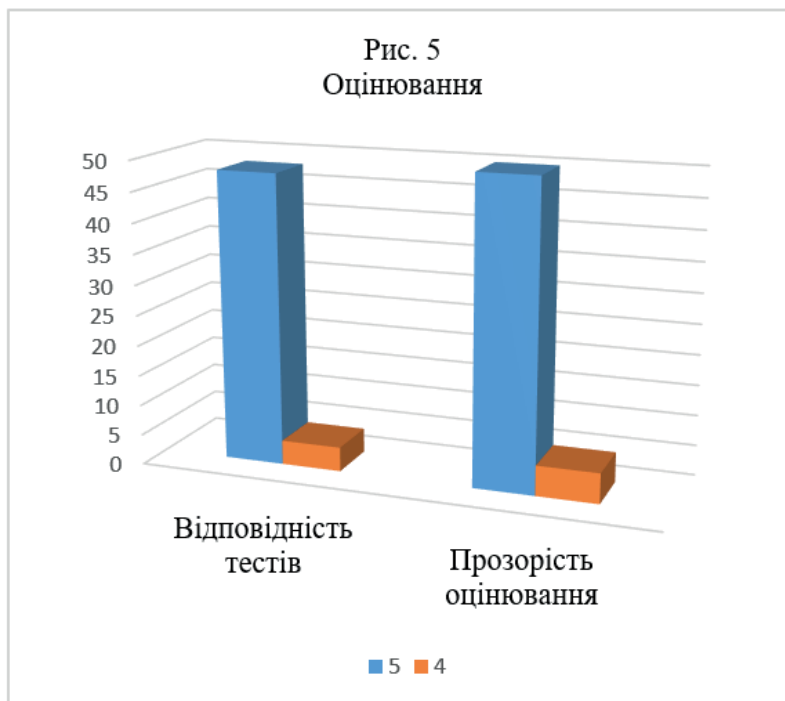 Рис. 5
Оцінювання
50
45
40
35
30
25
20
15
10
5
0
Відповідність
тестів
Прозорість
оцінювання
5 4